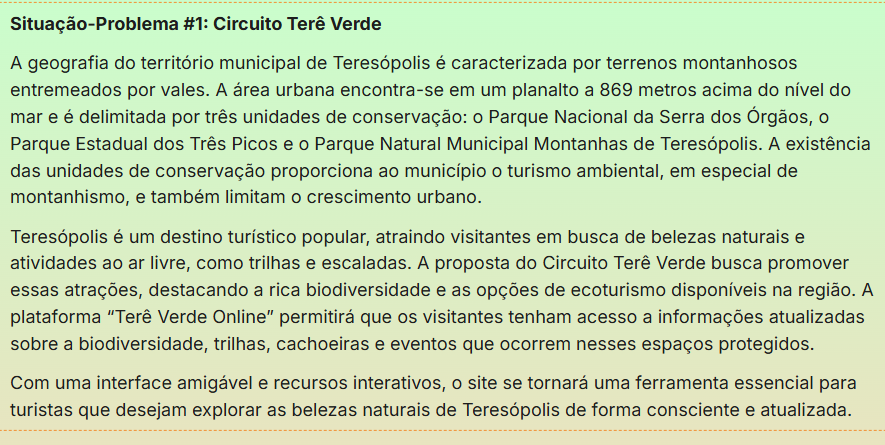 Situação-Problema #1: Circuito Terê Verde
A geografia do território municipal de Teresópolis é caracterizada por terrenos montanhosos
entremeados por vales. A área urbana encontra-se em um planalto a 869 metros acima do nível do
mar e é delimitada por três unidades de conservação: o Parque Nacional da Serra dos Órgãos, o
Parque Estadual dos Três Picos e o Parque Natural Municipal Montanhas de Teresópolis. A existência
das unidades de conservação proporciona ao município o turismo ambiental, em especial de
montanhismo, e também limitam o crescimento urbano.
Teresópolis é um destino turístico popular, atraindo visitantes em busca de belezas naturais e
atividades ao ar livre, como trilhas e escaladas. A proposta do Circuito Terê Verde busca promover
essas atrações, destacando a rica biodiversidade e as opções de ecoturismo disponíveis na região. A
plataforma “Terê Verde Online” permitirá que os visitantes tenham acesso a informações atualizadas
sobre a biodiversidade, trilhas, cachoeiras e eventos que ocorrem nesses espaços protegidos.
Com uma interface amigável e recursos interativos, o site se tornará uma ferramenta essencial para
turistas que desejam explorar as belezas naturais de Teresópolis de forma consciente e atualizada.